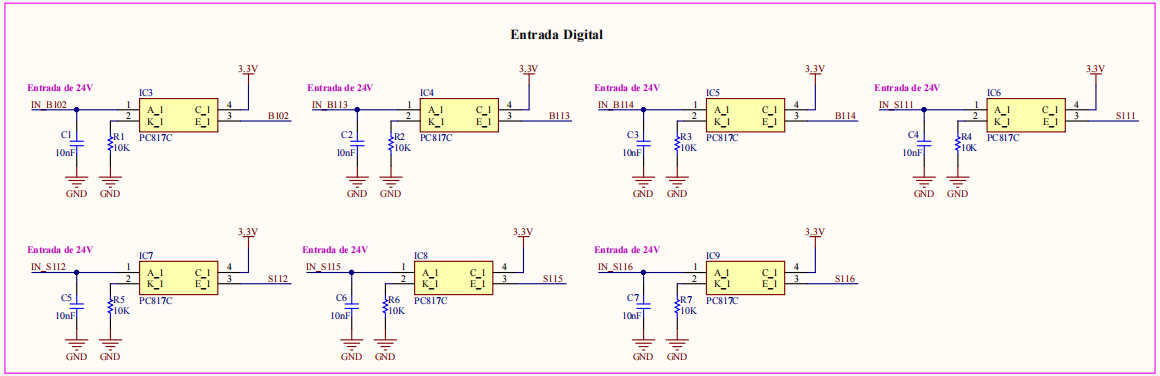 Entrada Digital
Entrada de 24V
IN_B102
IC3
1
2
A_1
K_1
C_1
E_1
4
3
3.3V
B102
PC817C
C1
10nF
R1
10K
GND
GND
Entrada de 24V
IN_B113
IC4
1
2
A_1
K_1
C_1
E_1
4
3
3.3V
B113
PC817C
C2
10nF
R2
10K
GND
GND
Entrada de 24V
IN_B114
IC5
1
2
A_1
K_1
C_1
E_1
4
3
3.3V
B114
PC817C
C3
10nF
R3
10K
GND
GND
Entrada de 24V
IN_S111
IC6
1
2
A_1
K_1
C_1
E_1
4
3
3.3V
S111
PC817C
C4
10nF
R4
10K
GND
GND
Entrada de 24V
IN_S112
IC7
1
2
A_1
K_1
C_1
E_1
4
3
3.3V
S112
PC817C
C5
10nF
R5
10K
GND
GND
Entrada de 24V
IN_S115
IC8
1
2
A_1
K_1
C_1
E_1
4
3
3.3V
S115
PC817C
C6
10nF
R6
10K
GND
GND
Entrada de 24V
IN_S116
IC9
1
2
A_1
K_1
C_1
E_1
4
3
3.3V
S116
PC817C
C7
10nF
R7
10K
GND
GND